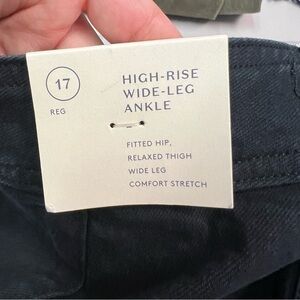 17
REG
HIGH-RISE
WIDE-LEG
ANKLE
FITTED HIP,
RELAXED THIGH
WIDE LEG
COMFORT STRETCH